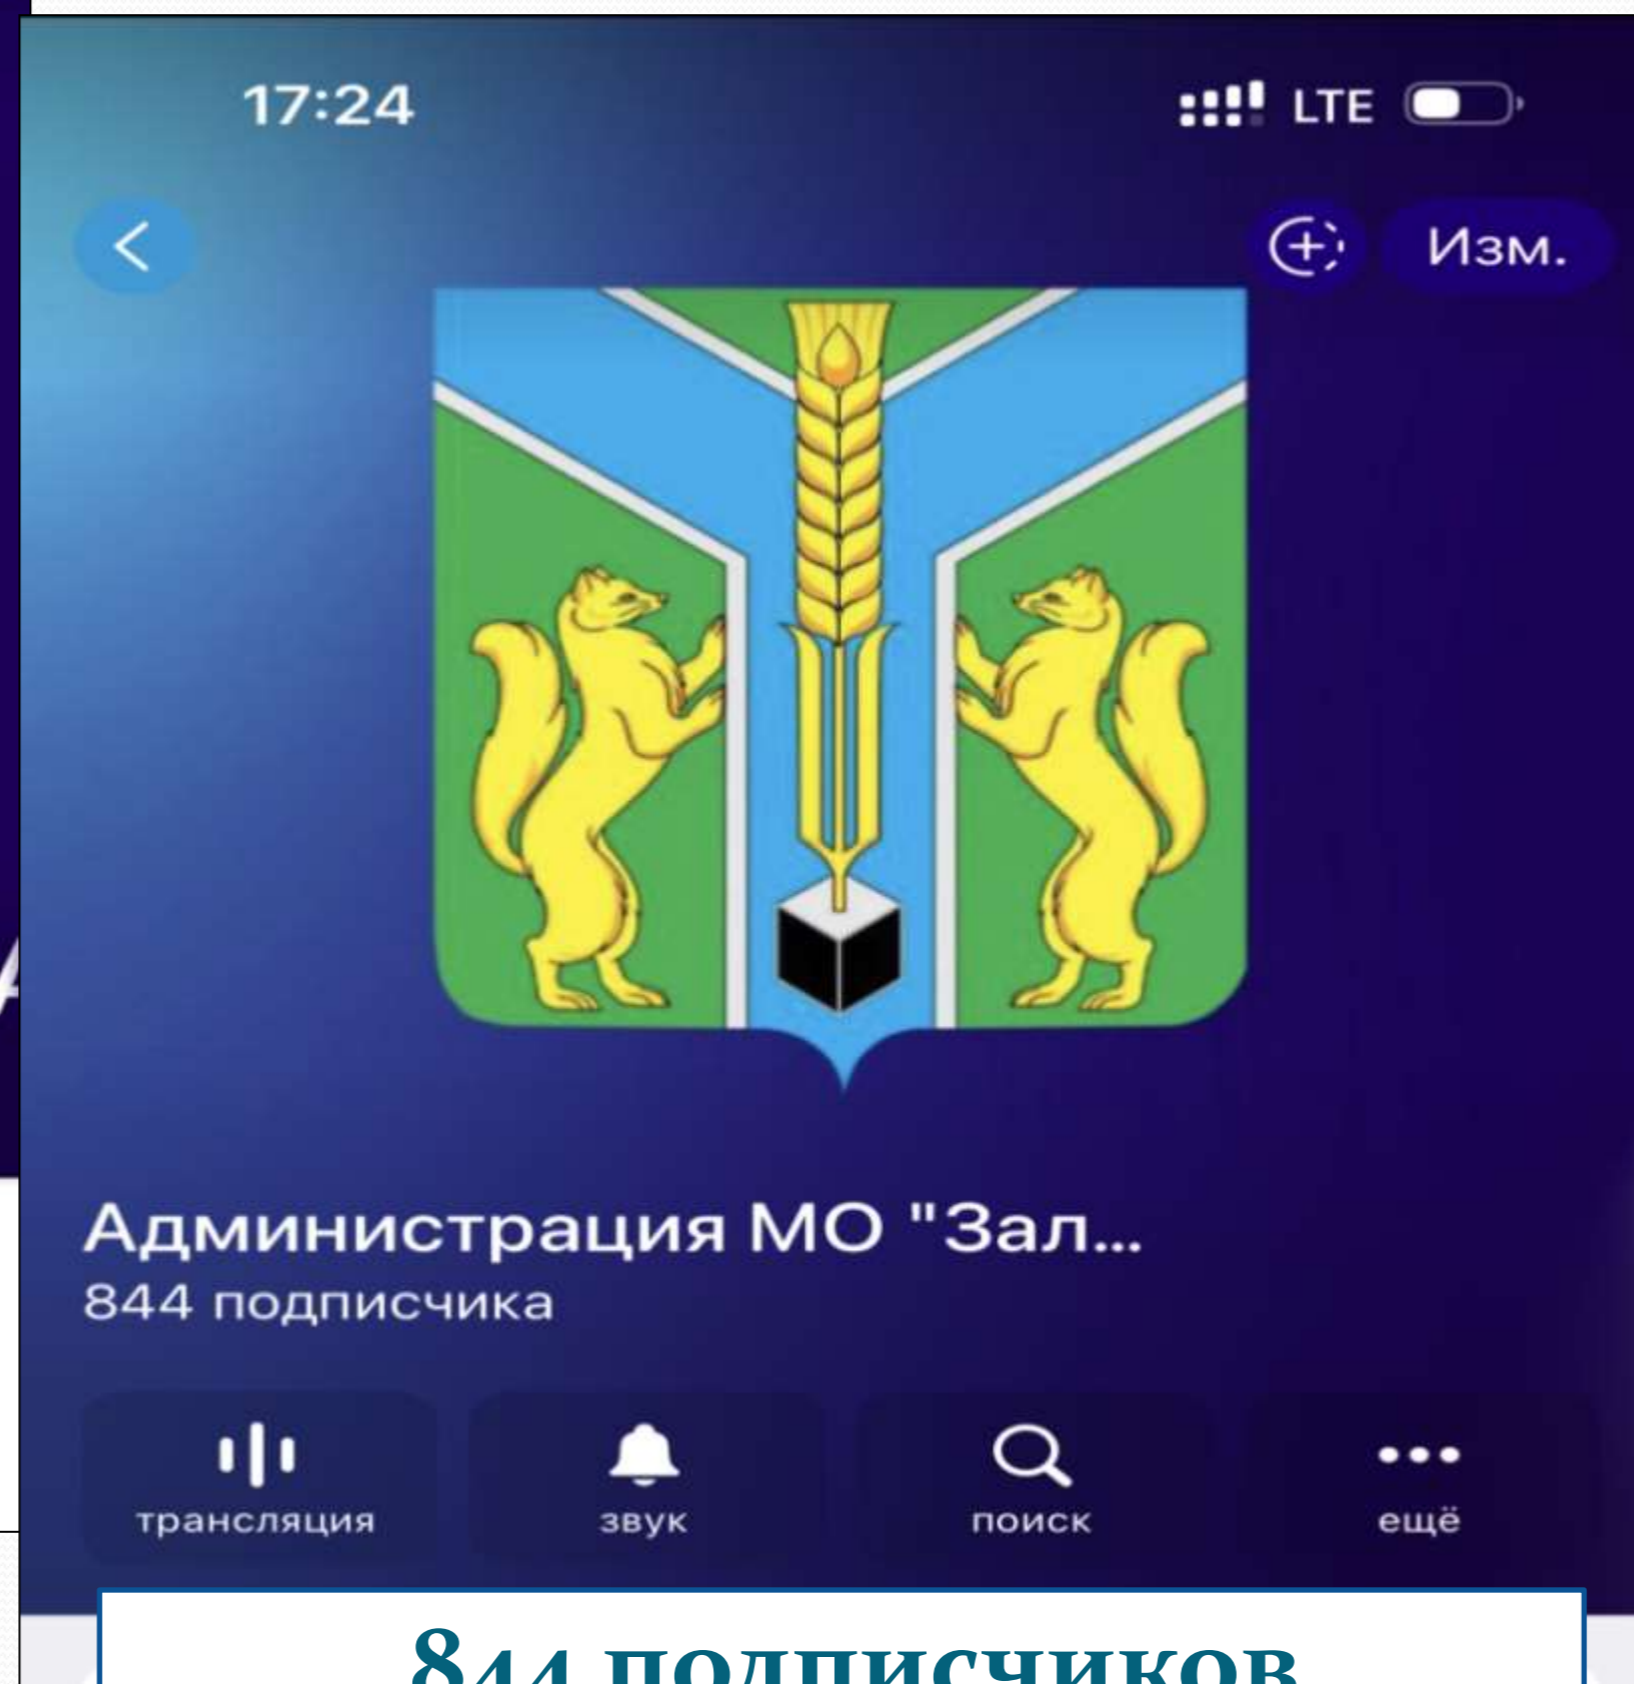 17:24 LTE
Изм.
Администрация МО "Зал...
844 подписчика
трансляция звук поиск ещё
844 подписчиков